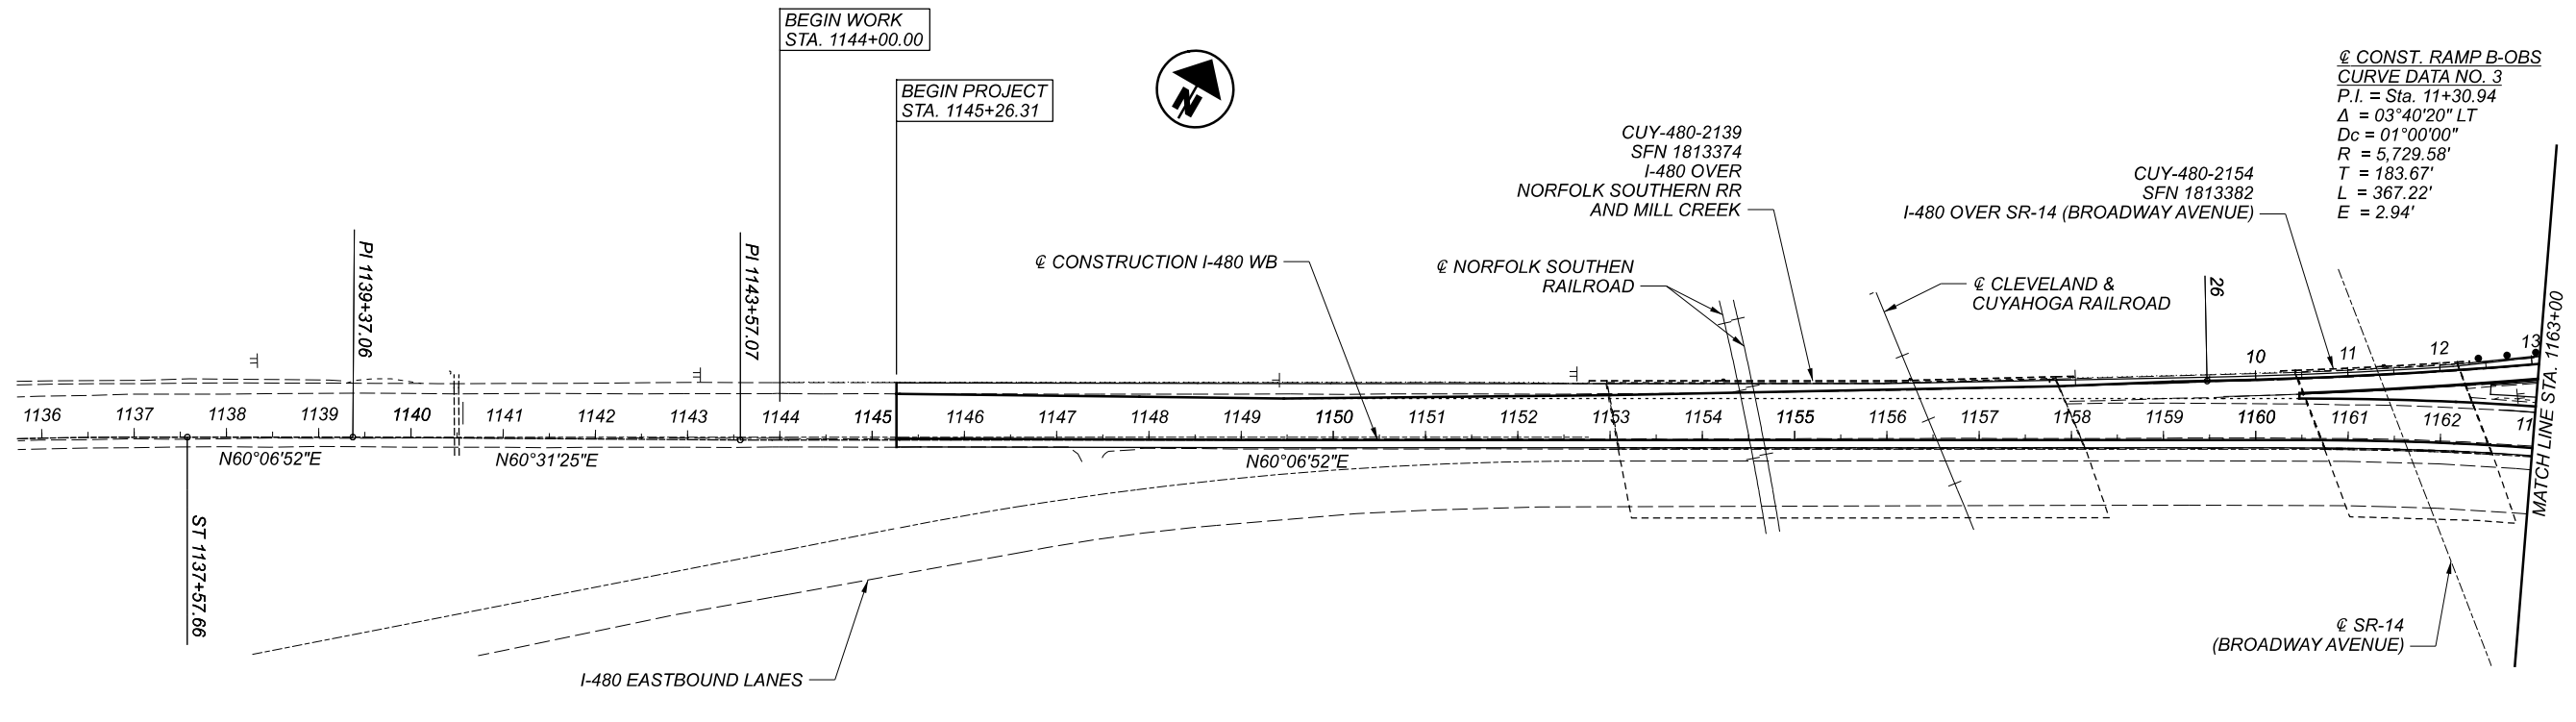 BEGIN WORK
STA. 1144+00.00
BEGIN PROJECT
STA. 1145+26.31
N
℄ CONST. RAMP B-OBS
CURVE DATA NO. 3
P.I. = Sta. 11+30.94
Δ = 03°40'20" LT
Dc = 01°00'00"
R = 5,729.58'
T = 183.67'
L = 367.22'
E = 2.94'
CUY-480-2139
SFN 1813374
I-480 OVER
NORFOLK SOUTHERN RR
AND MILL CREEK
CUY-480-2154
SFN 1813382
I-480 OVER SR-14 (BROADWAY AVENUE)
PI 1139+37.06
PI 1143+57.07
℄ CONSTRUCTION I-480 WB
℄ NORFOLK SOUTHEN
RAILROAD
℄ CLEVELAND &
CUYAHOGA RAILROAD
26
MATCH LINE STA. 1163+00
10 11 12 13
1136 1137 1138 1139 1140 1141 1142 1143 1144 1145 1146 1147 1148 1149 1150 1151 1152 1153 1154 1155 1156 1157 1158 1159 1160 1161 1162 11
N60°06'52"E
N60°31'25"E
N60°06'52"E
ST 1137+57.66
I-480 EASTBOUND LANES
℄ SR-14
(BROADWAY AVENUE)